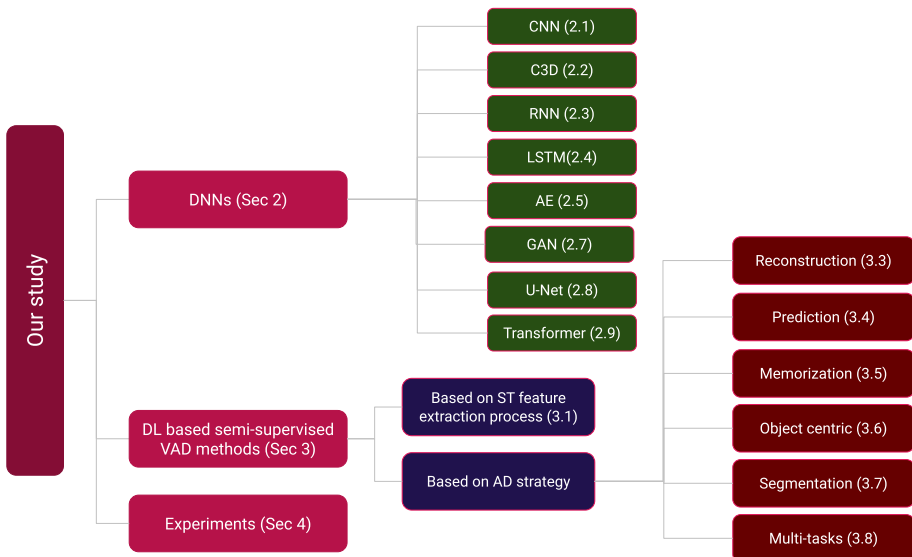 Our study
DNNs (Sec 2)
CNN (2.1)
C3D (2.2)
RNN (2.3)
LSTM(2.4)
AE (2.5)
GAN (2.7)
U-Net (2.8)
Transformer (2.9)
DL based semi-supervised
VAD methods (Sec 3)
Based on ST feature
extraction process (3.1)
Based on AD strategy
Reconstruction (3.3)
Prediction (3.4)
Memorization (3.5)
Object centric (3.6)
Segmentation (3.7)
Multi-tasks (3.8)
Experiments (Sec 4)